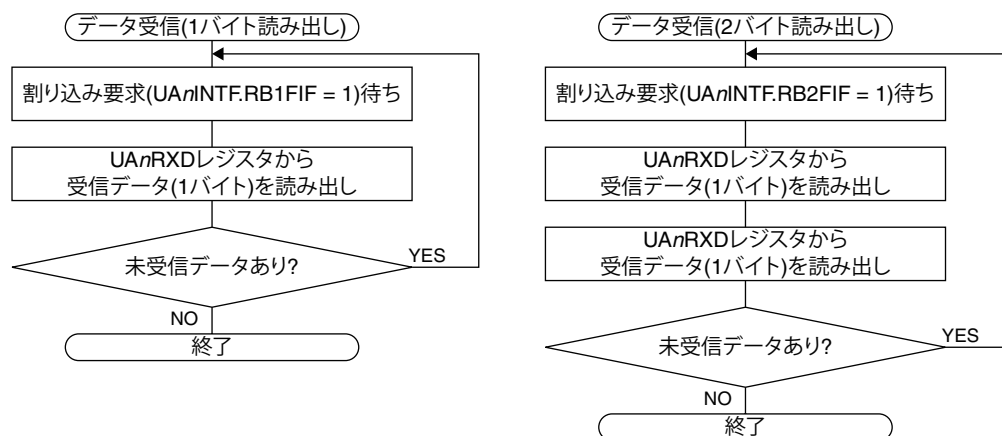 データ受信(1バイト読み出し)
割り込み要求(UAnINTF.RB1FIF = 1)待ち
UAnRXDレジスタから
受信データ(1バイト)を読み出し
未受信データあり?
YES
NO
終了
データ受信(2バイト読み出し)
割り込み要求(UAnINTF.RB2FIF = 1)待ち
UAnRXDレジスタから
受信データ(1バイト)を読み出し
UAnRXDレジスタから
受信データ(1バイト)を読み出し
未受信データあり?
YES
NO
終了